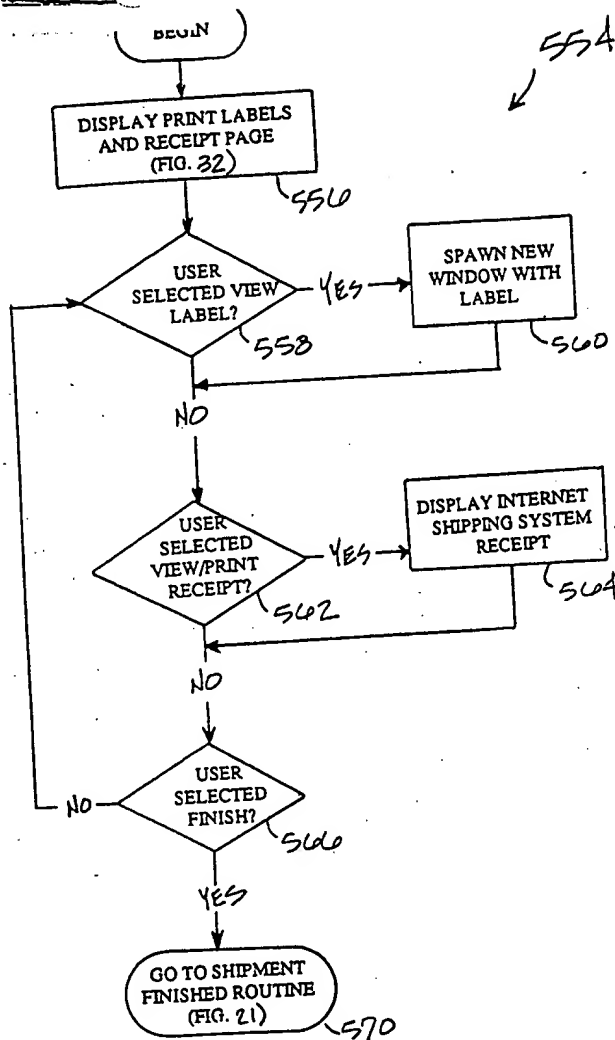 BEGIN
554
DISPLAY PRINT LABELS
AND RECEIPT PAGE
(FIG. 32)
556
USER
SELECTED VIEW
LABEL?
558
YES
SPAWN NEW
WINDOW WITH
LABEL
560
NO
USER
SELECTED
VIEW/PRINT
RECEIPT?
562
YES
DISPLAY INTERNET
SHIPPING SYSTEM
RECEIPT
564
NO
USER
SELECTED
FINISH?
566
NO
YES
GO TO SHIPMENT
FINISHED ROUTINE
(FIG. 21)
570